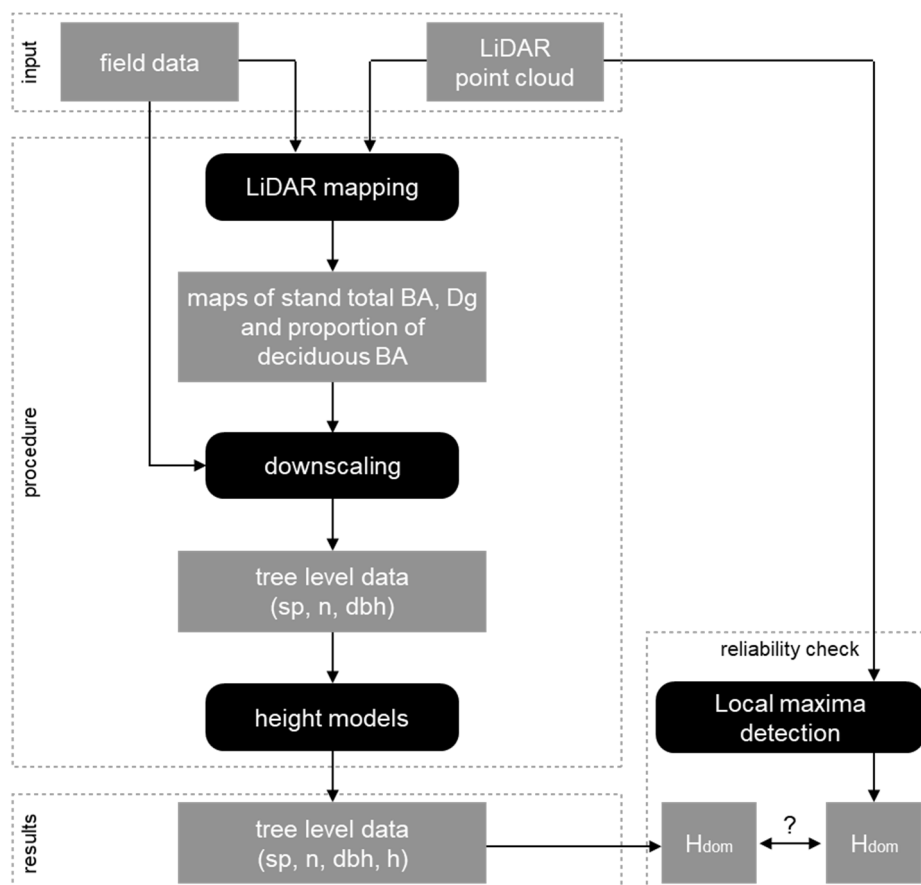 input
field data
LiDAR
point cloud
procedure
LiDAR mapping
maps of stand total BA, Dg
and proportion of
deciduous BA
downscaling
tree level data
(sp, n, dbh)
height models
reliability check
Local maxima
detection
results
tree level data
(sp, n, dbh, h)
Hdom
?
Hdom